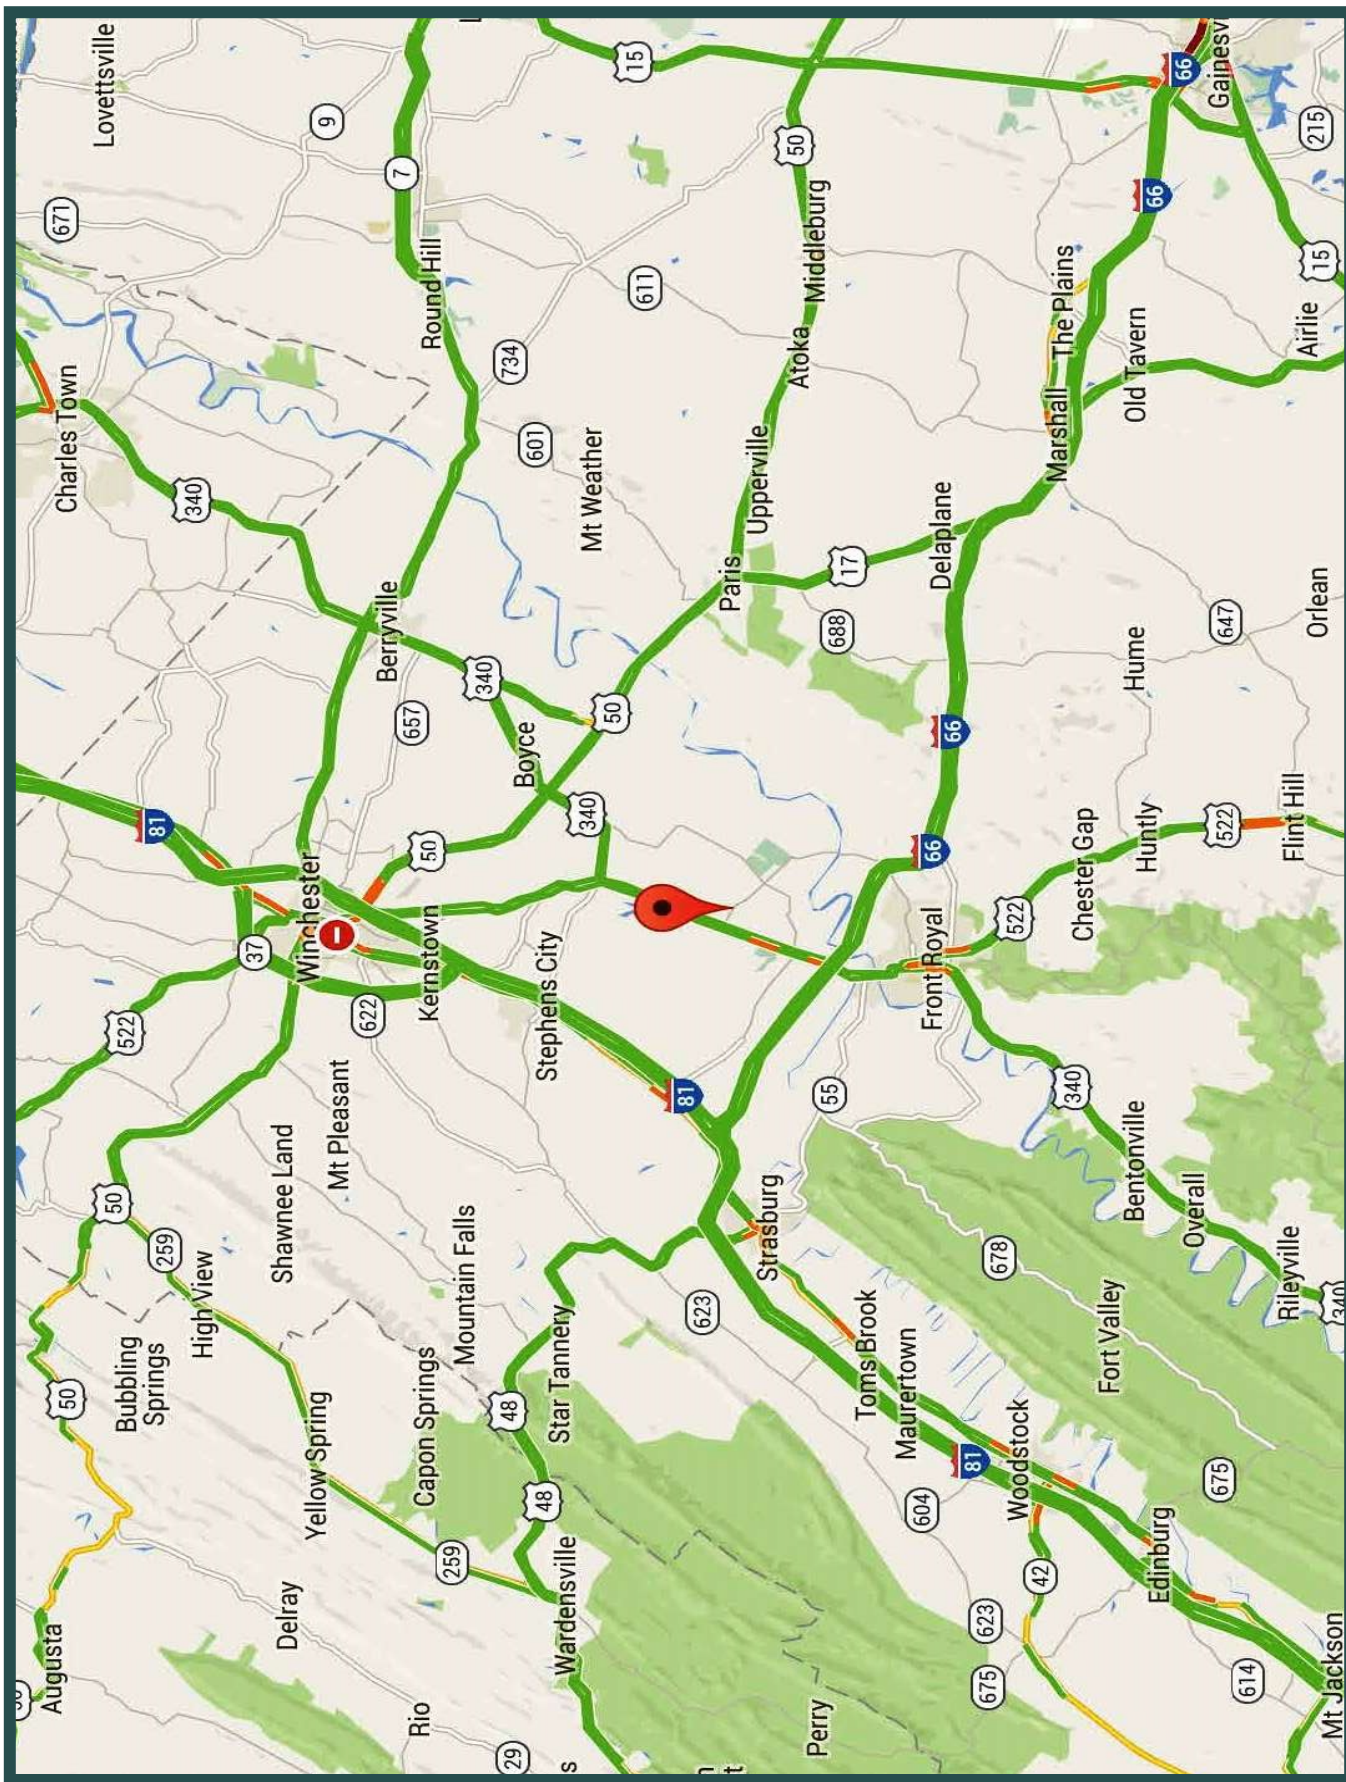 Augusta
50
522
Charles Town
671
Lovettsville
50
259
Bubbling
Springs
High View
81
340
37
Delray
Shawnee Land
Winchester
9
Yellow Spring
Mt Pleasant
622
Berryville
7
Rio
Capon Springs
Kernstown
50
657
Round Hill
259
Mountain Falls
340
29
48
Stephens City
Boyce
601
734
Wardensville
48
Star Tannery
340
50
Mt Weather
611
15
81
623
Paris
Upperville
Strasburg
Atoka
50
Perry
55
688
17
Middleburg
Toms Brook
Maurertown
604
Front Royal
66
66
Delaplane
81
675
623
678
522
Woodstock
42
340
Chester Gap
Marshall
The Plains
Fort Valley
Bentonville
Huntly
Hume
Old Tavern
66
66
Edinburg
Overall
675
522
647
Gainesv
614
Rileyville
Flint Hill
Orlean
Airlie
15
215
Mt Jackson
340